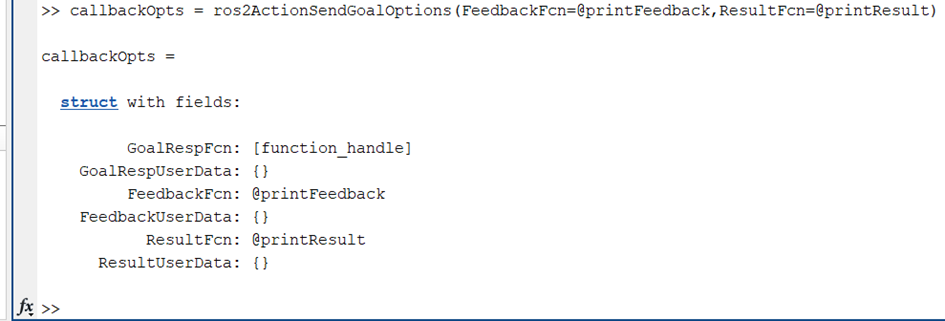 >> callbackOpts = ros2ActionSendGoalOptions(FeedbackFcn=@printFeedback,ResultFcn=@printResult)
callbackOpts =
struct with fields:
GoalRespFcn: [function_handle]
GoalRespUserData: {}
FeedbackFcn: @printFeedback
FeedbackUserData: {}
ResultFcn: @printResult
ResultUserData: {}
fx >>